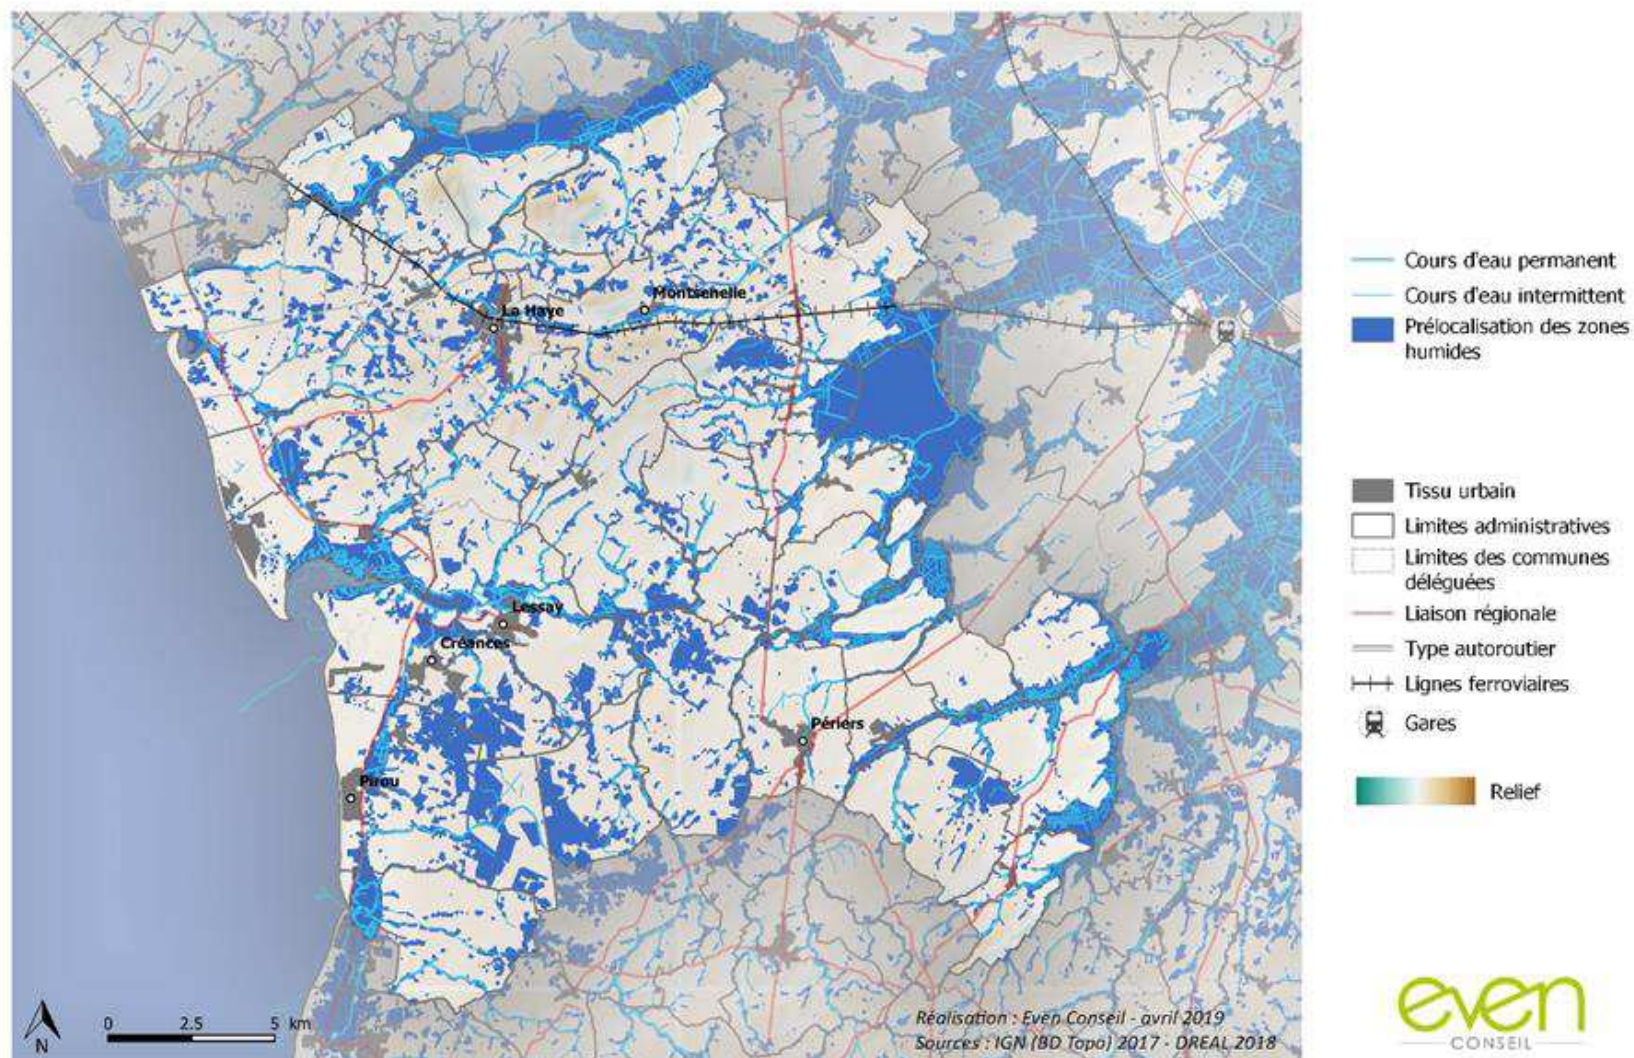 La Haye
Montsenelle
Lessay
Créances
Périers
Pirou
0 2.5 5 km
N
Réalisation : Even Conseil - avril 2019
Sources : IGN (BD Topo) 2017 - DREAL 2018
Cours d'eau permanent
Cours d'eau intermittent
Prélocalisation des zones
humides
Tissu urbain
Limites administratives
Limites des communes
déléguées
Liaison régionale
Type autoroutier
Lignes ferroviaires
Gares
Relief
even
CONSEIL